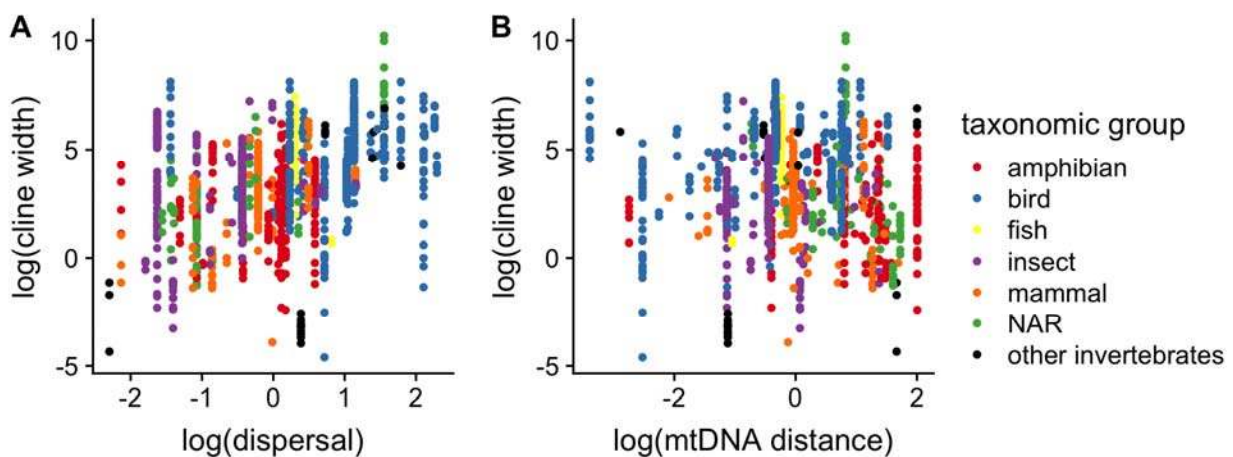 A
B
log(cline width)
10
5
0
-5
-2
-1
0
1
2
log(dispersal)
log(cline width)
10
5
0
-5
-2
0
2
log(mtDNA distance)
taxonomic group
amphibian
bird
fish
insect
mammal
NAR
other invertebrates